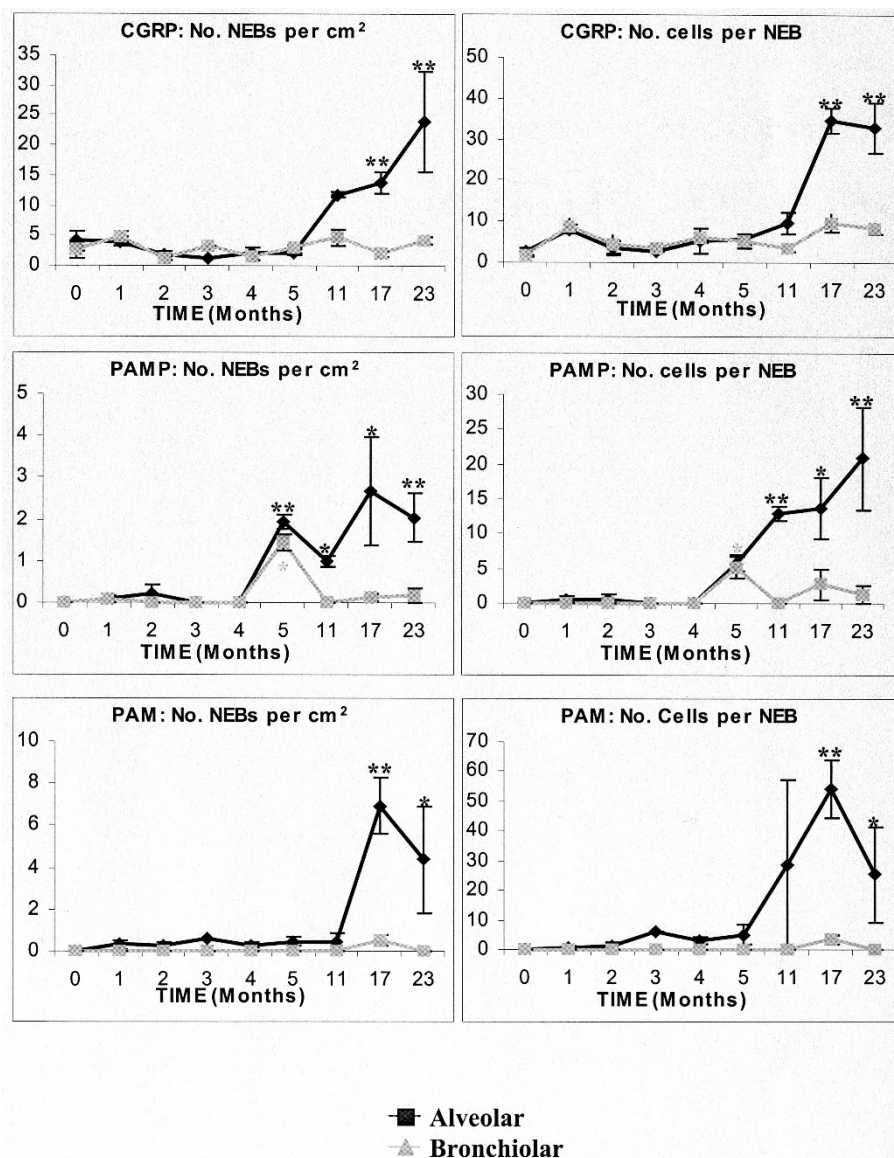 CGRP: No. NEBs per cm²
35
30
25
20
15
10
5
0
** **
0 1 2 3 4 5 11 17 23
TIME (Months)
CGRP: No. cells per NEB
50
40
30
20
10
0
** **
0 1 2 3 4 5 11 17 23
TIME (Months)
PAMP: No. NEBs per cm²
5
4
3
2
1
0
** * * **
*
0 1 2 3 4 5 11 17 23
TIME (Months)
PAMP: No. cells per NEB
30
25
20
15
10
5
0
* ** * **
0 1 2 3 4 5 11 17 23
TIME (Months)
PAM: No. NEBs per cm²
10
8
6
4
2
0
** *
0 1 2 3 4 5 11 17 23
TIME (Months)
PAM: No. Cells per NEB
70
60
50
40
30
20
10
0
** *
0 1 2 3 4 5 11 17 23
TIME (Months)
Alveolar
Bronchiolar